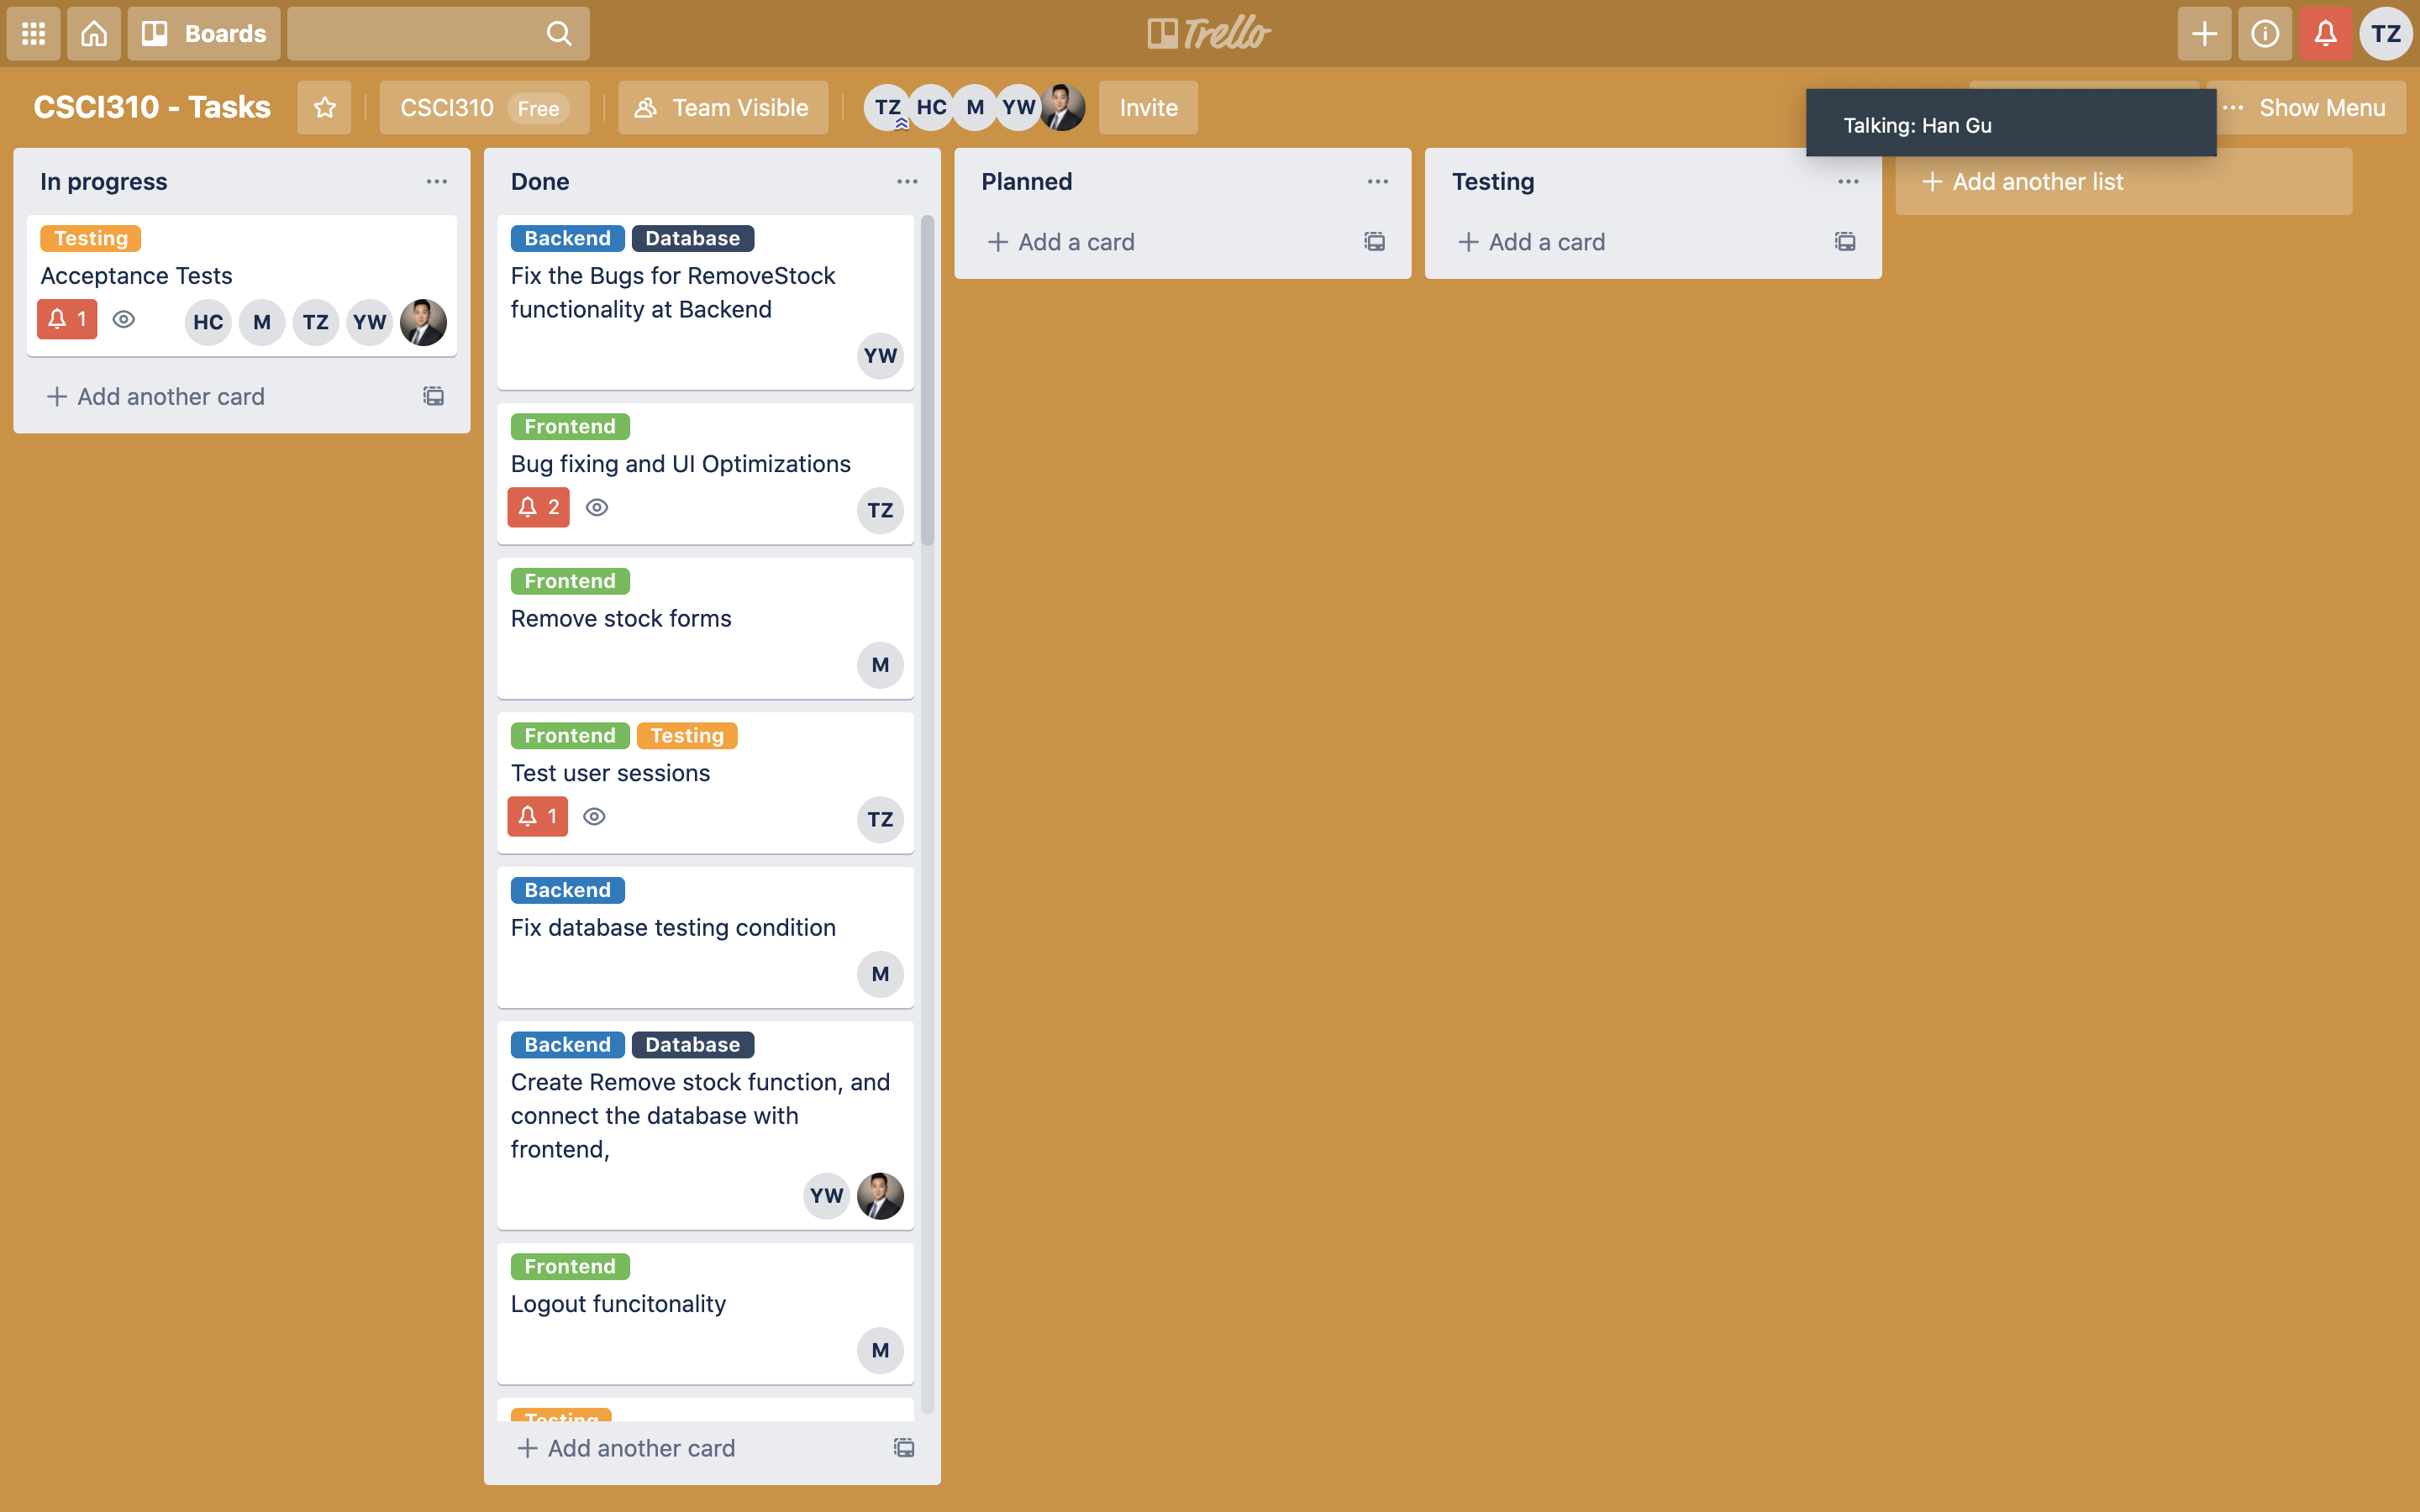 Boards
Trello
TZ
CSCI310 - Tasks
CSCI310 Free
Team Visible
TZ HC M YW
Invite
Talking: Han Gu
Show Menu
In progress
Testing
Acceptance Tests
1
HC M TZ YW
Add another card
Done
Backend Database
Fix the Bugs for RemoveStock
functionality at Backend
YW
Frontend
Bug fixing and UI Optimizations
2
TZ
Frontend
Remove stock forms
M
Frontend Testing
Test user sessions
1
TZ
Backend
Fix database testing condition
M
Backend Database
Create Remove stock function, and
connect the database with
frontend,
YW
Frontend
Logout funcitonality
M
Testing
Add another card
Planned
Add a card
Testing
Add a card
Add another list